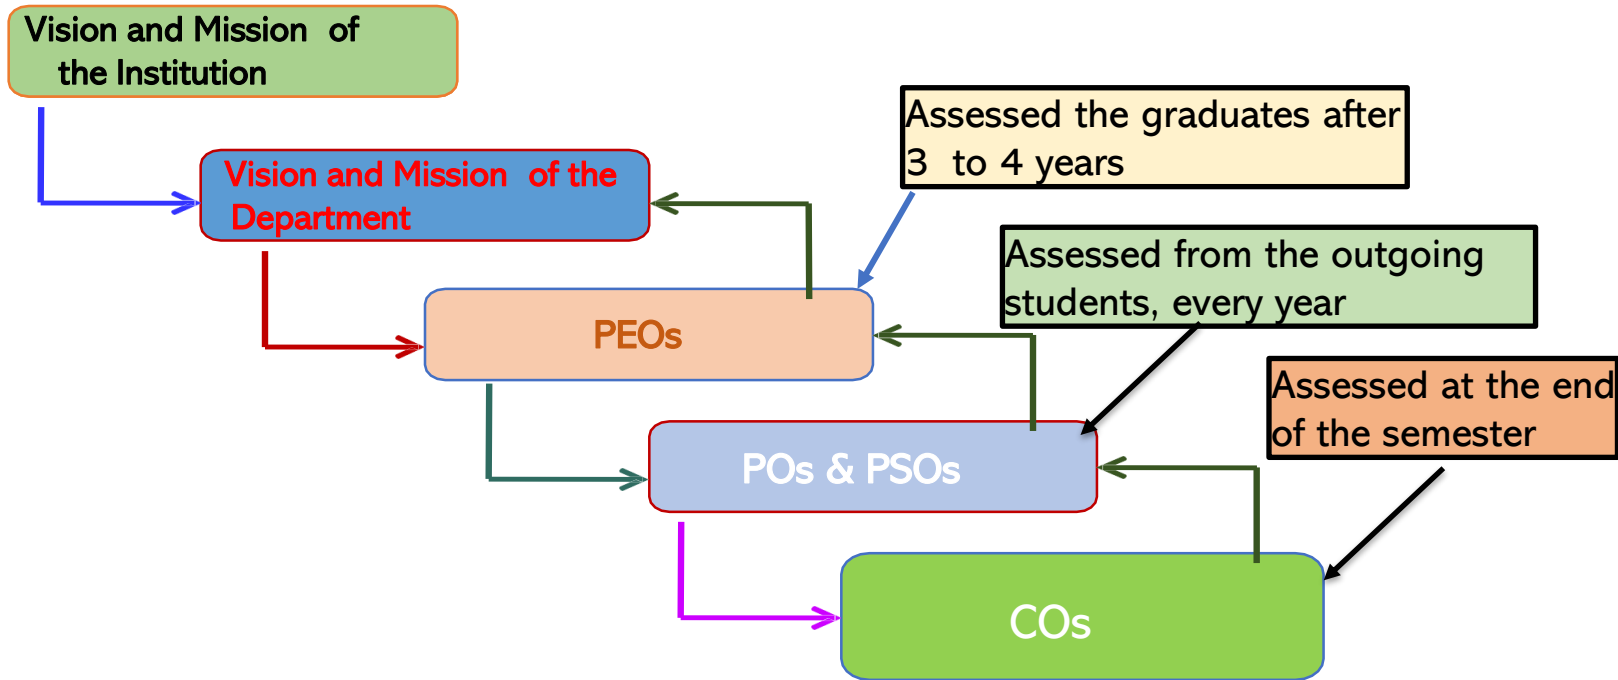 Vision and Mission of
the Institution
Assessed the graduates after
3 to 4 years
Vision and Mission of the
Department
Assessed from the outgoing
students, every year
PEOs
Assessed at the end
of the semester
POs & PSOs
COs